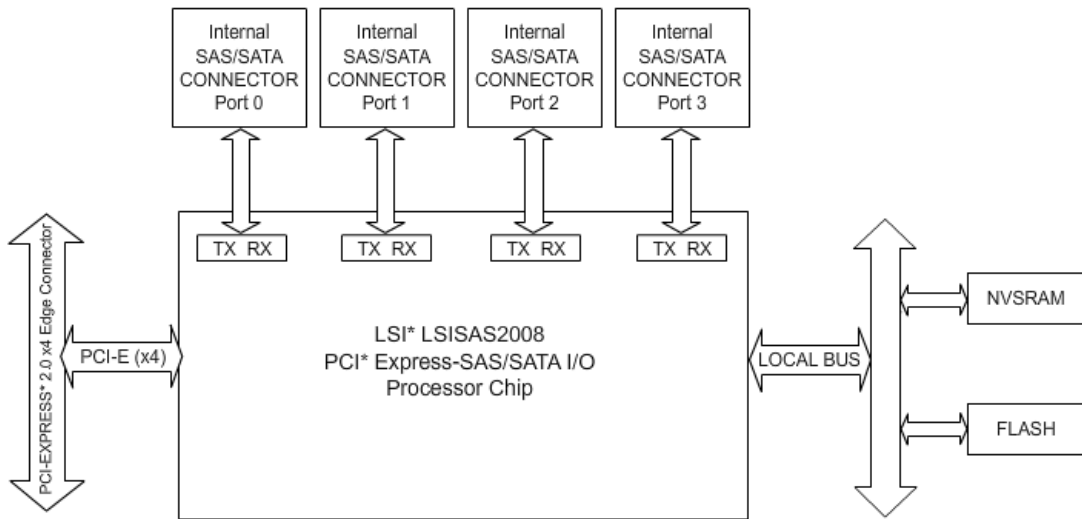 Internal
SAS/SATA
CONNECTOR
Port 0
Internal
SAS/SATA
CONNECTOR
Port 1
Internal
SAS/SATA
CONNECTOR
Port 2
Internal
SAS/SATA
CONNECTOR
Port 3
TX RX
TX RX
TX RX
TX RX
PCI-EXPRESS* 2.0 x4 Edge Connector
PCI-E (x4)
LSI* LSISAS2008
PCI* Express-SAS/SATA I/O
Processor Chip
LOCAL BUS
NVSRAM
FLASH